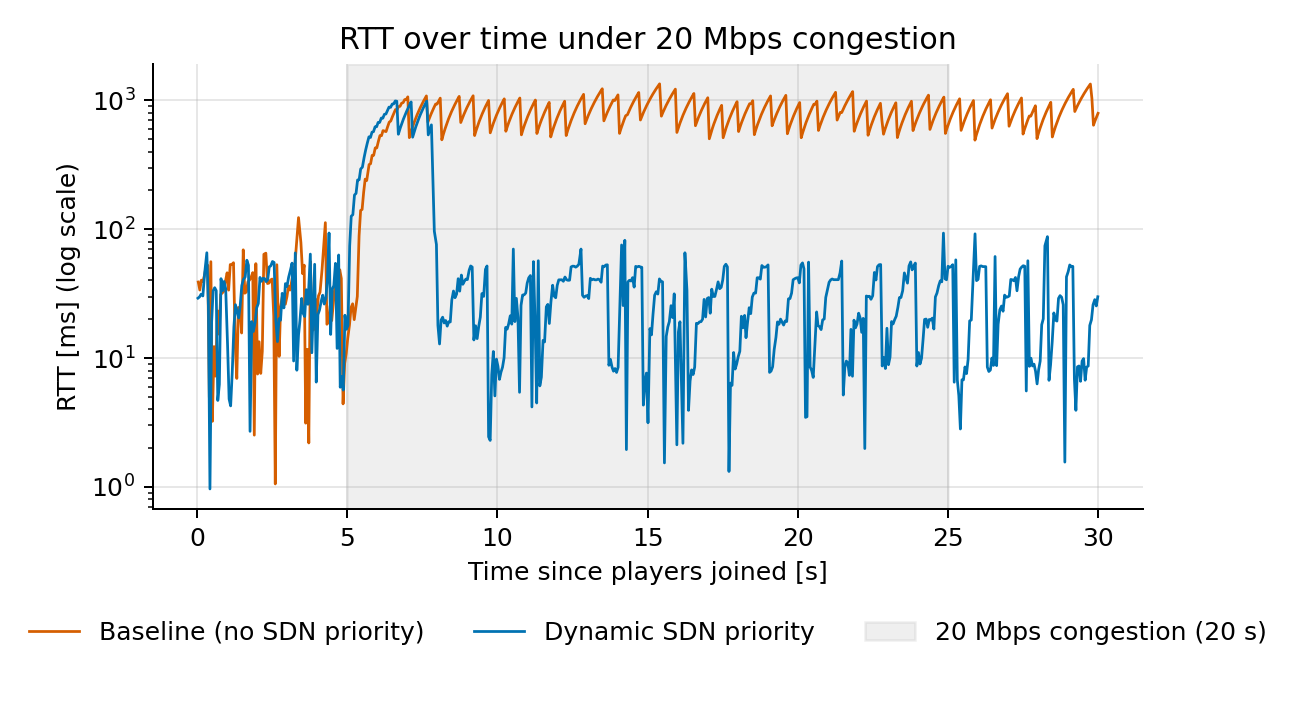 RTT over time under 20 Mbps congestion
RTT [ms] (log scale)
10³
10²
10¹
10⁰
0 5 10 15 20 25 30
Time since players joined [s]
Baseline (no SDN priority) Dynamic SDN priority 20 Mbps congestion (20 s)